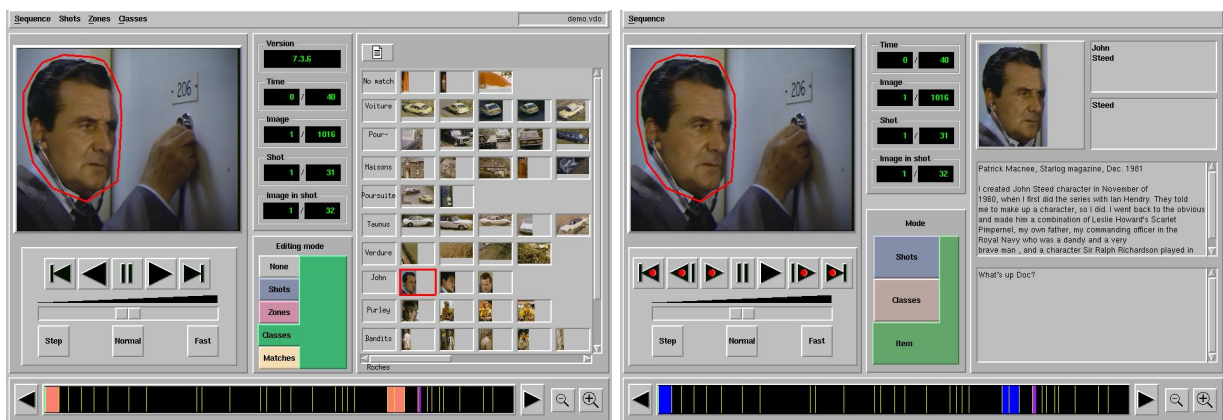 Sequence Shots Zones Classes
demo.vdo
206
Version
7.3.6
Time
0 / 40
Image
1 / 1016
Shot
1 / 31
Image in shot
1 / 32
Editing mode
None
Shots
Zones
Classes
Matches
No match
Voiture
Pour-
Maisons
Poursuite
Taunus
Verdure
John
Purley
Bandits
Roches
Step Normal Fast
Sequence
206
Time
0 / 40
Image
1 / 1016
Shot
1 / 31
Image in shot
1 / 32
Mode
Shots
Classes
Item
John
Steed
Steed
Patrick Macnee, Starlog magazine, Dec. 1981
I created John Steed character in November of
1960, when I first did the series with Ian Hendry. They told
me to make up a character, so I did. I went back to the obvious
and made him a combination of Leslie Howard's Scarlet
Pimpernel, my own father, my commanding officer in the
Royal Navy who was a dandy and a very
brave man , and a character Sir Ralph Richardson played in
What's up Doc?
Step Normal Fast